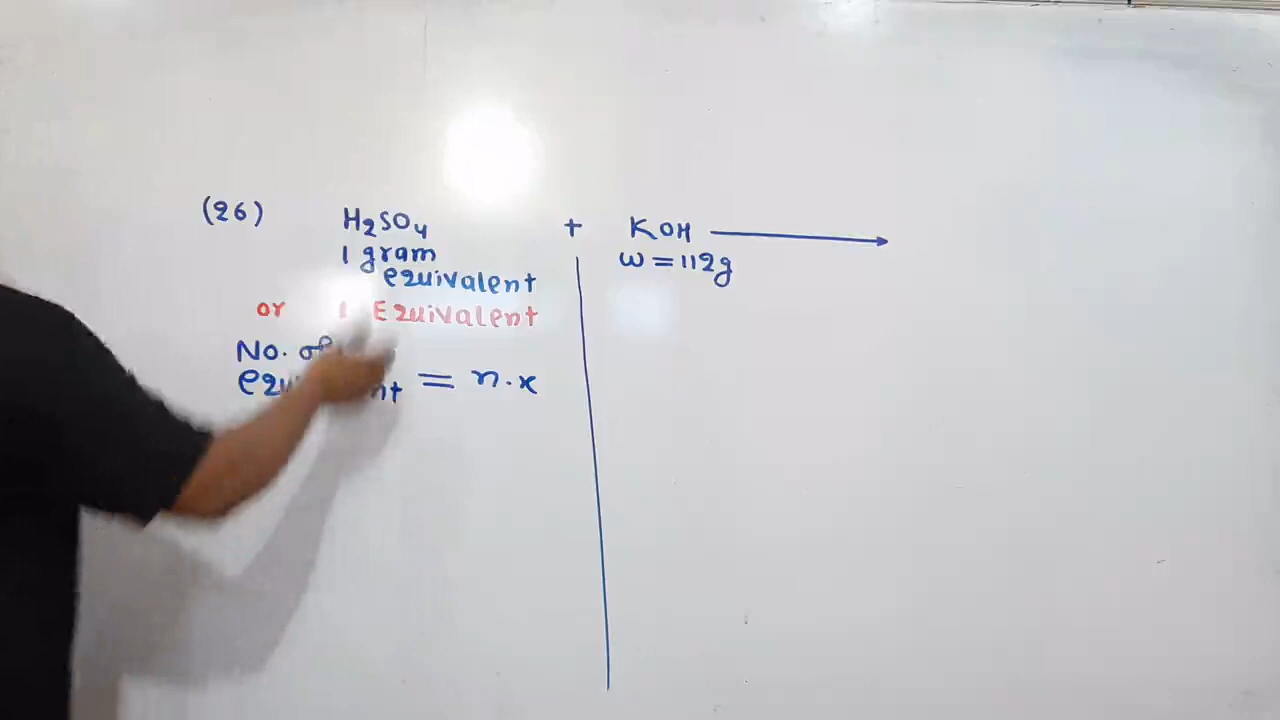 (26) H₂SO₄ + KOH ⟶
1 gram w = 112g
equivalent
or 1 Equivalent
No. of
= n.x